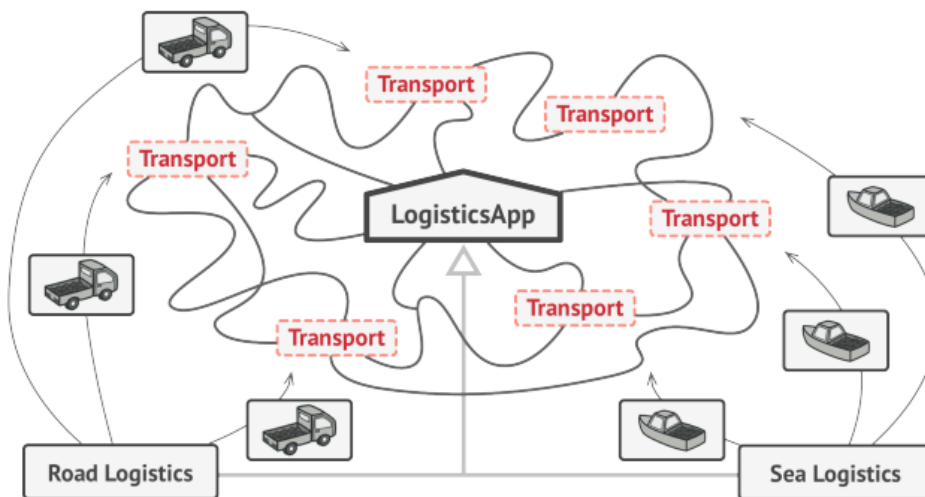 Transport
Transport
Transport
LogisticsApp
Transport
Transport
Transport
Road Logistics
Sea Logistics